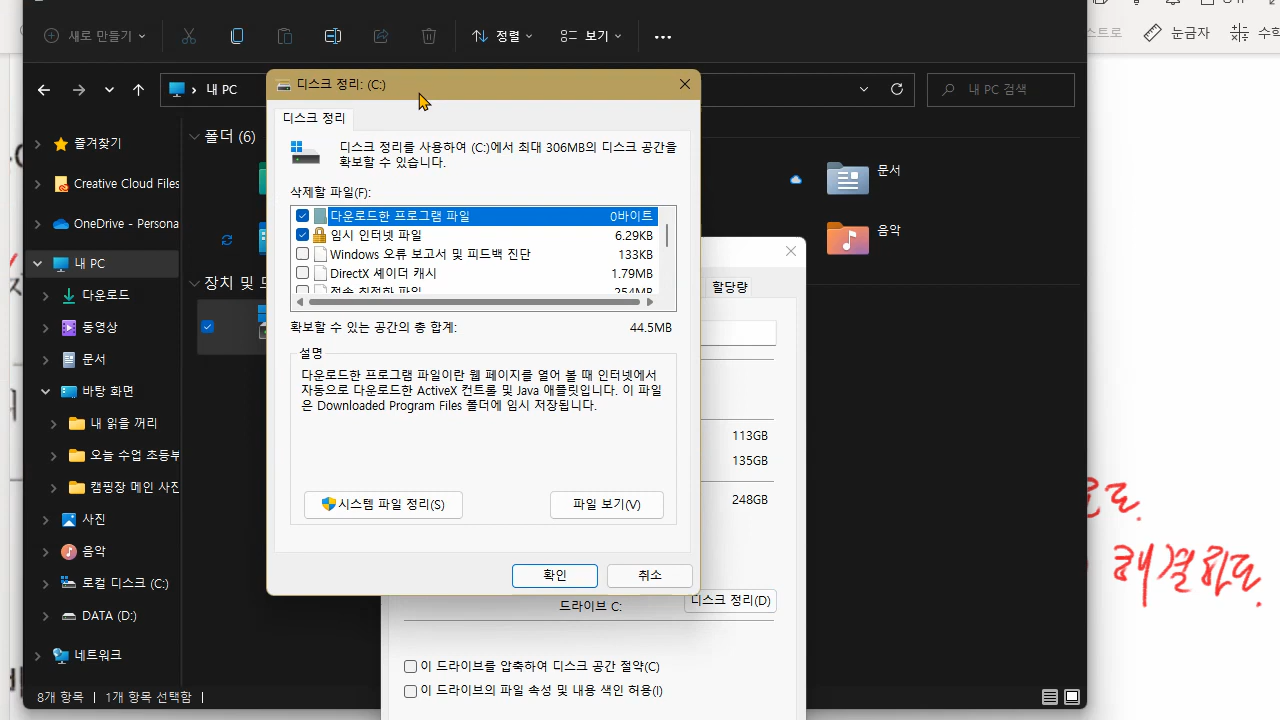 새로 만들기
정렬
보기
스트로
눈금자
수학
내 PC
내 PC 검색
디스크 정리: (C:)
디스크 정리
디스크 정리를 사용하여 (C:)에서 최대 306MB의 디스크 공간을
확보할 수 있습니다.
삭제할 파일(F):
다운로드한 프로그램 파일 0바이트
임시 인터넷 파일 6.29KB
Windows 오류 보고서 및 피드백 진단 133KB
DirectX 셰이더 캐시 1.79MB
전송 최적화 파일 254MB
확보할 수 있는 공간의 총 합계: 44.5MB
설명
다운로드한 프로그램 파일이란 웹 페이지를 열어 볼 때 인터넷에서
자동으로 다운로드한 ActiveX 컨트롤 및 Java 애플릿입니다. 이 파일
은 Downloaded Program Files 폴더에 임시 저장됩니다.
시스템 파일 정리(S)
파일 보기(V)
확인
취소
즐겨찾기
Creative Cloud Files
OneDrive - Persona
내 PC
다운로드
동영상
문서
바탕 화면
내 읽을 꺼리
오늘 수업 초등부
캠핑장 메인 사진
사진
음악
로컬 디스크 (C:)
DATA (D:)
네트워크
폴더 (6)
장치 및 드
문서
음악
할당량
113GB
135GB
248GB
드라이브 C:
디스크 정리(D)
이 드라이브를 압축하여 디스크 공간 절약(C)
이 드라이브의 파일 속성 및 내용 색인 허용(I)
8개 항목
1개 항목 선택함
해결한다.